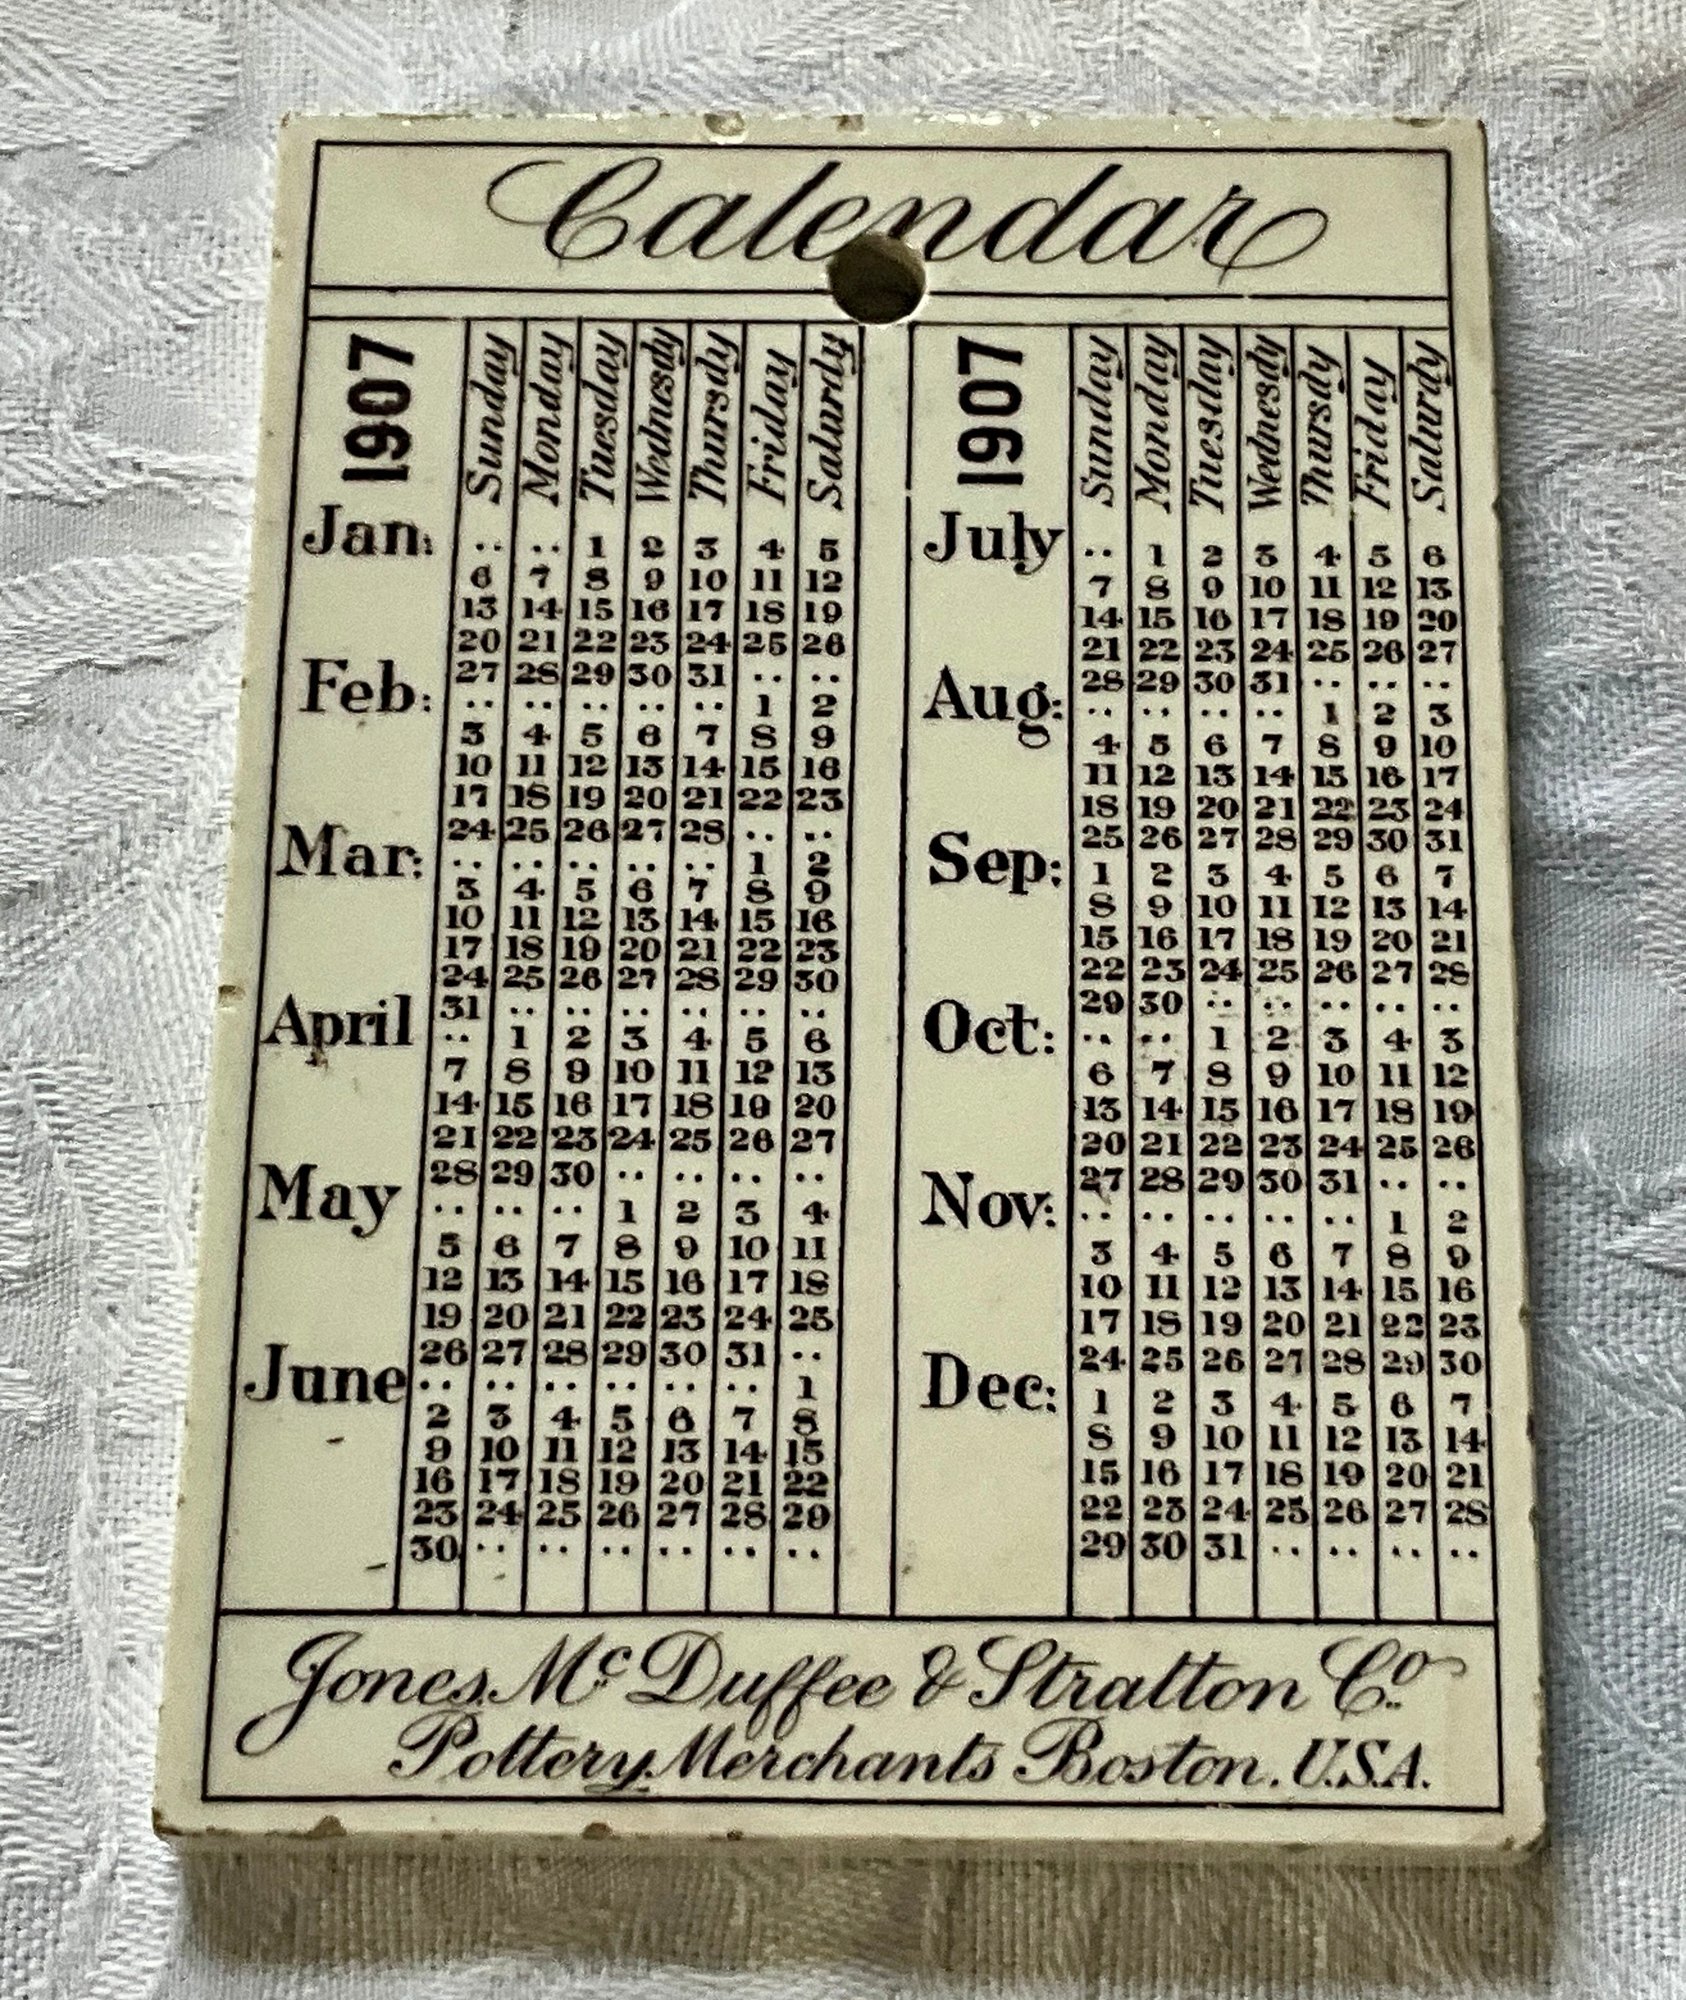 Calendar
1907 Sunday Monday Tuesday Wednesdy Thursdy Friday Saturdy
Jan: .. .. 1 2 3 4 5
6 7 8 9 10 11 12
13 14 15 16 17 18 19
20 21 22 23 24 25 26
27 28 29 30 31 .. ..
Feb: .. .. .. .. .. 1 2
3 4 5 6 7 8 9
10 11 12 13 14 15 16
17 18 19 20 21 22 23
24 25 26 27 28 .. ..
Mar: .. .. .. .. .. 1 2
3 4 5 6 7 8 9
10 11 12 13 14 15 16
17 18 19 20 21 22 23
24 25 26 27 28 29 30
31 .. .. .. .. .. ..
April .. 1 2 3 4 5 6
7 8 9 10 11 12 13
14 15 16 17 18 19 20
21 22 23 24 25 26 27
28 29 30 .. .. .. ..
May .. .. .. 1 2 3 4
5 6 7 8 9 10 11
12 13 14 15 16 17 18
19 20 21 22 23 24 25
26 27 28 29 30 31 ..
June .. .. .. .. .. .. 1
2 3 4 5 6 7 8
9 10 11 12 13 14 15
16 17 18 19 20 21 22
23 24 25 26 27 28 29
30 .. .. .. .. .. ..
1907 Sunday Monday Tuesday Wednesdy Thursdy Friday Saturdy
July .. 1 2 3 4 5 6
7 8 9 10 11 12 13
14 15 16 17 18 19 20
21 22 23 24 25 26 27
28 29 30 31 .. .. ..
Aug: .. .. .. .. 1 2 3
4 5 6 7 8 9 10
11 12 13 14 15 16 17
18 19 20 21 22 23 24
25 26 27 28 29 30 31
Sep: 1 2 3 4 5 6 7
8 9 10 11 12 13 14
15 16 17 18 19 20 21
22 23 24 25 26 27 28
29 30 .. .. .. .. ..
Oct: .. .. 1 2 3 4 5
6 7 8 9 10 11 12
13 14 15 16 17 18 19
20 21 22 23 24 25 26
27 28 29 30 31 .. ..
Nov: .. .. .. .. .. 1 2
3 4 5 6 7 8 9
10 11 12 13 14 15 16
17 18 19 20 21 22 23
24 25 26 27 28 29 30
Dec: 1 2 3 4 5 6 7
8 9 10 11 12 13 14
15 16 17 18 19 20 21
22 23 24 25 26 27 28
29 30 31 .. .. .. ..
Jones, Mc Duffee & Stratton Co.
Pottery Merchants Boston. U.S.A.